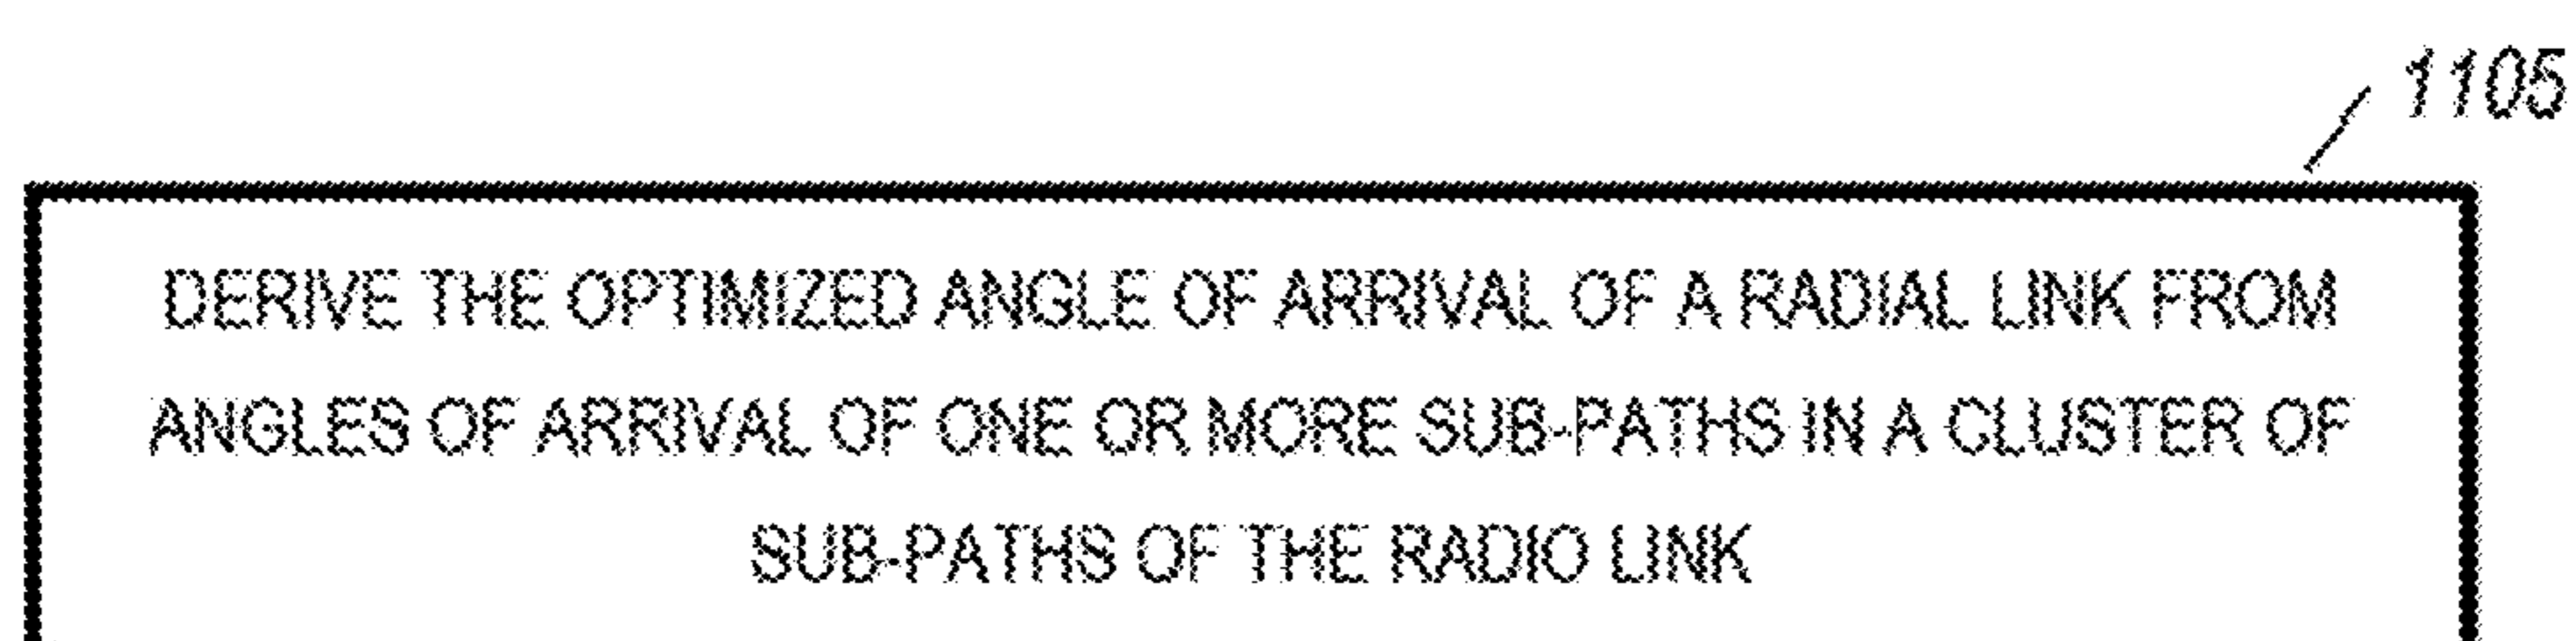 1105
DERIVE THE OPTIMIZED ANGLE OF ARRIVAL OF A RADIAL LINK FROM
ANGLES OF ARRIVAL OF ONE OR MORE SUB-PATHS IN A CLUSTER OF
SUB-PATHS OF THE RADIO LINK